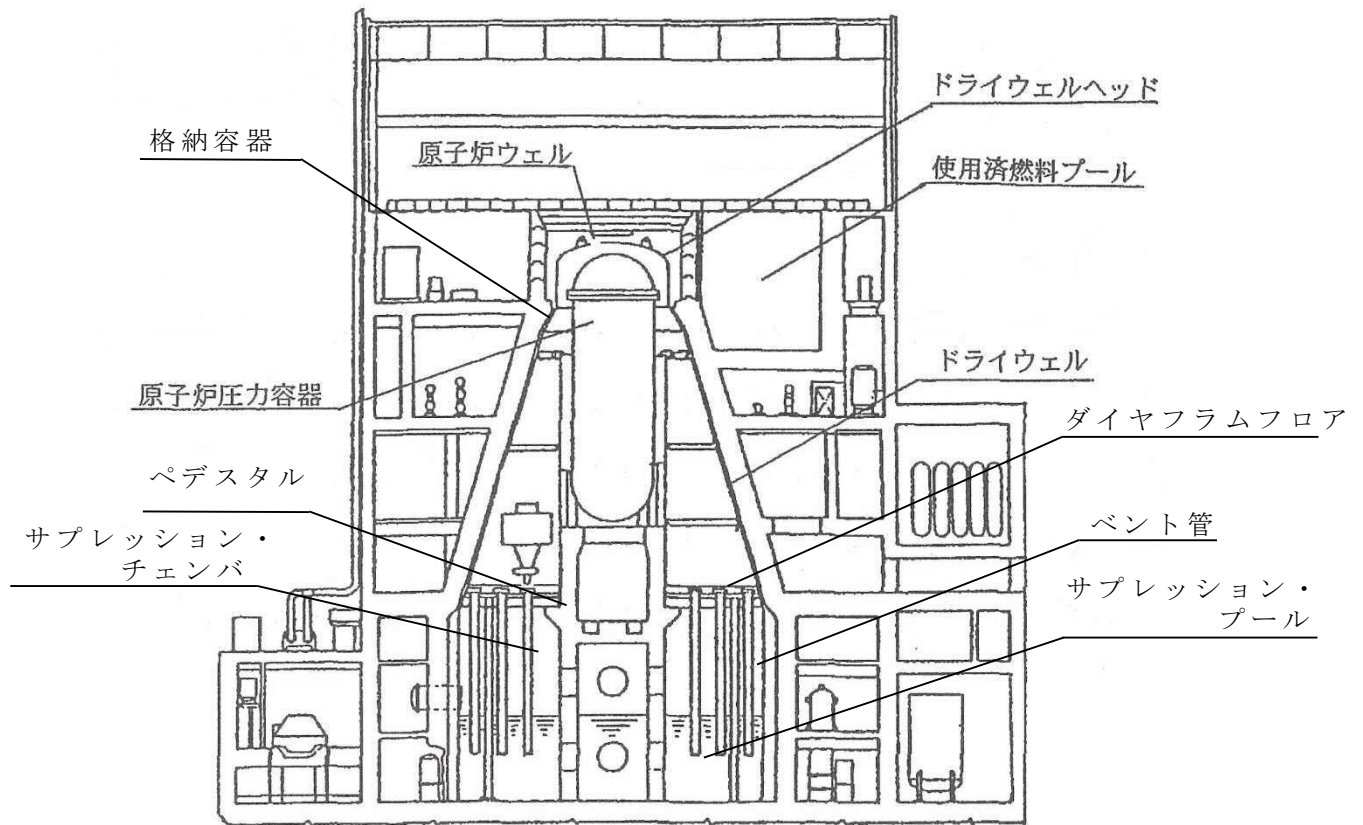 ドライウェルヘッド
格納容器
原子炉ウェル
使用済燃料プール
ドライウェル
原子炉圧力容器
ダイヤフラムフロア
ペデスタル
ベント管
サプレッション・
チェンバ
サプレッション・
プール